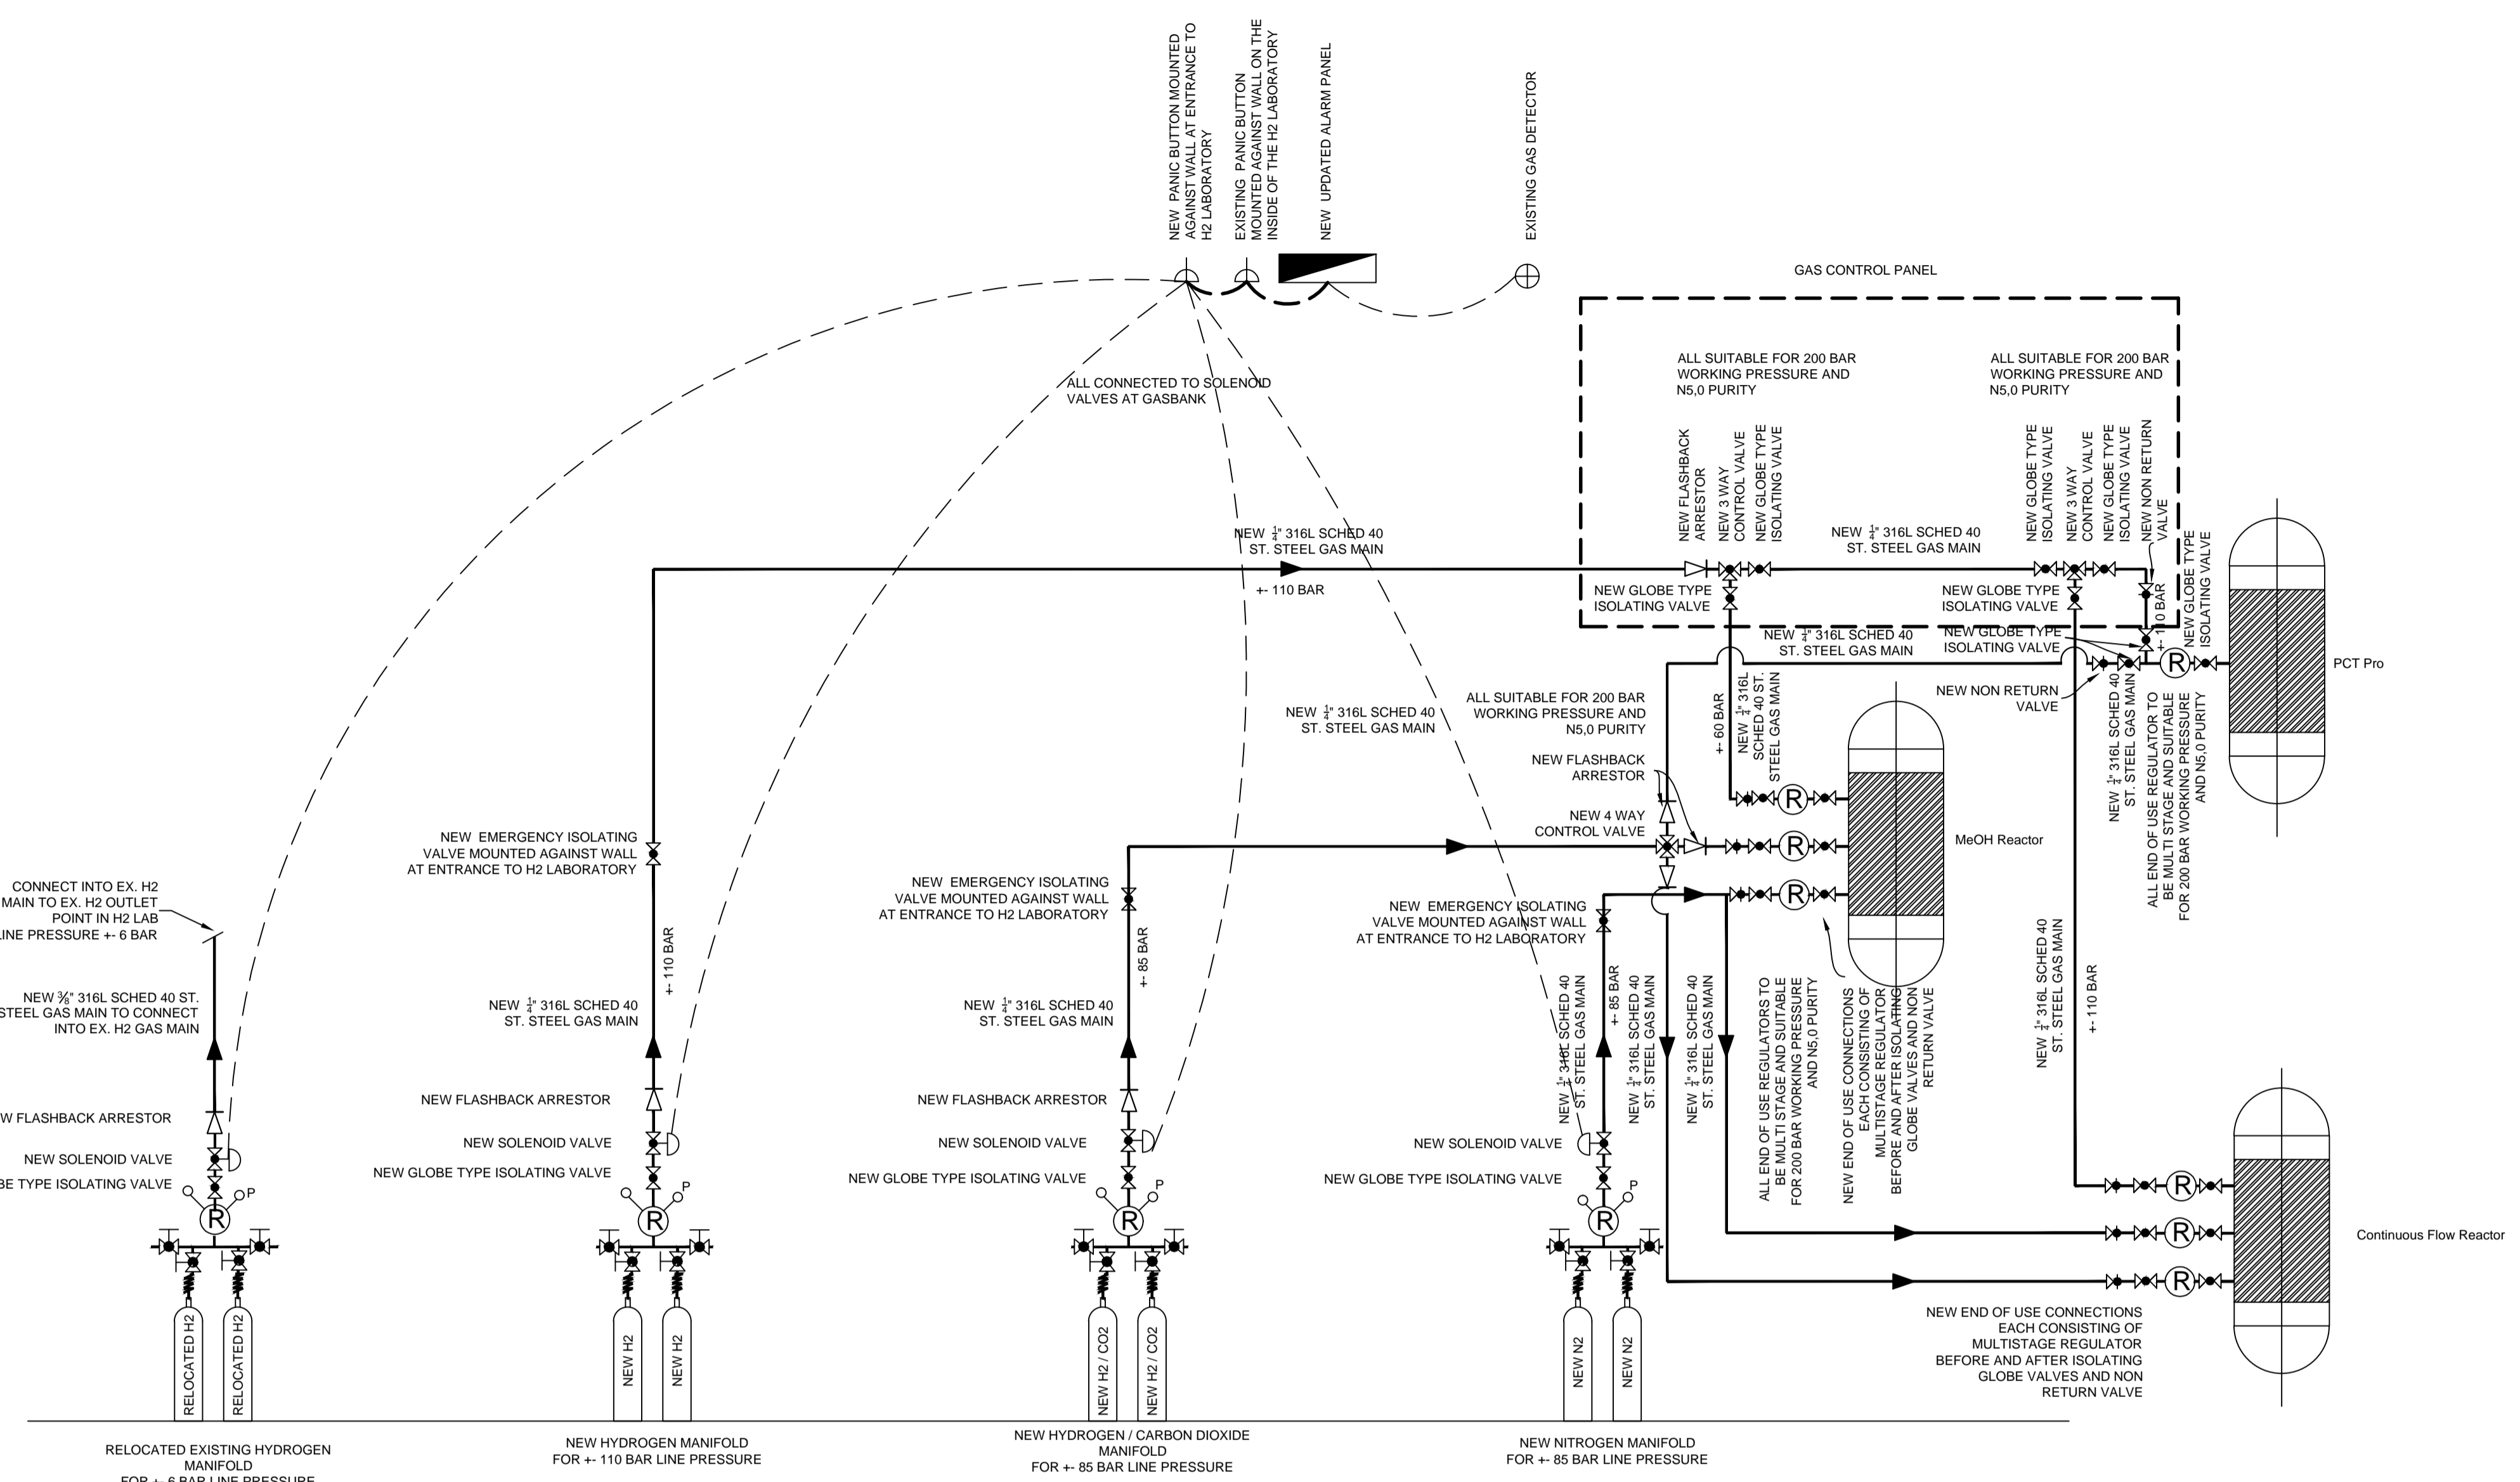 NEW PANIC BUTTON MOUNTED
AGAINST WALL AT ENTRANCE TO
H2 LABORATORY
EXISTING PANIC BUTTON
MOUNTED AGAINST WALL ON THE
INSIDE OF THE H2 LABORATORY
NEW UPDATED ALARM PANEL
EXISTING GAS DETECTOR
GAS CONTROL PANEL
ALL CONNECTED TO SOLENOID
VALVES AT GASBANK
ALL SUITABLE FOR 200 BAR
WORKING PRESSURE AND
N5,0 PURITY
ALL SUITABLE FOR 200 BAR
WORKING PRESSURE AND
N5,0 PURITY
NEW FLASHBACK
ARRESTOR
NEW 3 WAY
CONTROL VALVE
NEW GLOBE TYPE
ISOLATING VALVE
NEW GLOBE TYPE
ISOLATING VALVE
NEW 3 WAY
CONTROL VALVE
NEW GLOBE TYPE
ISOLATING VALVE
NEW NON RETURN
VALVE
NEW GLOBE TYPE
ISOLATING VALVE
NEW 1/4" 316L SCHED 40
ST. STEEL GAS MAIN
+- 110 BAR
NEW 1/4" 316L SCHED 40
ST. STEEL GAS MAIN
NEW GLOBE TYPE
ISOLATING VALVE
NEW GLOBE TYPE
ISOLATING VALVE
+- 110 BAR
NEW 1/4" 316L SCHED 40
ST. STEEL GAS MAIN
NEW GLOBE TYPE
ISOLATING VALVE
R
PCT Pro
NEW NON RETURN
VALVE
NEW 1/4" 316L SCHED 40
ST. STEEL GAS MAIN
ALL END OF USE REGULATOR TO
BE MULTI STAGE AND SUITABLE
FOR 200 BAR WORKING PRESSURE
AND N5,0 PURITY
NEW 1/4" 316L SCHED 40
ST. STEEL GAS MAIN
ALL SUITABLE FOR 200 BAR
WORKING PRESSURE AND
N5,0 PURITY
+- 60 BAR
NEW 1/4" 316L
SCHED 40 ST.
STEEL GAS MAIN
NEW FLASHBACK
ARRESTOR
NEW 4 WAY
CONTROL VALVE
R
R
R
MeOH Reactor
NEW EMERGENCY ISOLATING
VALVE MOUNTED AGAINST WALL
AT ENTRANCE TO H2 LABORATORY
NEW EMERGENCY ISOLATING
VALVE MOUNTED AGAINST WALL
AT ENTRANCE TO H2 LABORATORY
NEW EMERGENCY ISOLATING
VALVE MOUNTED AGAINST WALL
AT ENTRANCE TO H2 LABORATORY
CONNECT INTO EX. H2
MAIN TO EX. H2 OUTLET
POINT IN H2 LAB
LINE PRESSURE +- 6 BAR
NEW 3/8" 316L SCHED 40 ST.
STEEL GAS MAIN TO CONNECT
INTO EX. H2 GAS MAIN
NEW 1/4" 316L SCHED 40
ST. STEEL GAS MAIN
+- 110 BAR
NEW 1/4" 316L SCHED 40
ST. STEEL GAS MAIN
+- 85 BAR
NEW 1/4" 316L SCHED 40
ST. STEEL GAS MAIN
+- 85 BAR
NEW 1/4" 316L SCHED 40
ST. STEEL GAS MAIN
NEW 1/4" 316L SCHED 40
ST. STEEL GAS MAIN
ALL END OF USE REGULATORS TO
BE MULTI STAGE AND SUITABLE
FOR 200 BAR WORKING PRESSURE
AND N5,0 PURITY
NEW END OF USE CONNECTIONS
EACH CONSISTING OF
MULTISTAGE REGULATOR
BEFORE AND AFTER ISOLATING
GLOBE VALVES AND NON
RETURN VALVE
NEW 1/4" 316L SCHED 40
ST. STEEL GAS MAIN
+- 110 BAR
W FLASHBACK ARRESTOR
NEW SOLENOID VALVE
BE TYPE ISOLATING VALVE
P
R
NEW FLASHBACK ARRESTOR
NEW SOLENOID VALVE
NEW GLOBE TYPE ISOLATING VALVE
P
R
NEW FLASHBACK ARRESTOR
NEW SOLENOID VALVE
NEW GLOBE TYPE ISOLATING VALVE
P
R
NEW SOLENOID VALVE
NEW GLOBE TYPE ISOLATING VALVE
P
R
R
R
R
Continuous Flow Reactor
NEW END OF USE CONNECTIONS
EACH CONSISTING OF
MULTISTAGE REGULATOR
BEFORE AND AFTER ISOLATING
GLOBE VALVES AND NON
RETURN VALVE
RELOCATED H2
RELOCATED H2
NEW H2
NEW H2
NEW H2 / CO2
NEW H2 / CO2
NEW N2
NEW N2
RELOCATED EXISTING HYDROGEN
MANIFOLD
FOR +- 6 BAR LINE PRESSURE
NEW HYDROGEN MANIFOLD
FOR +- 110 BAR LINE PRESSURE
NEW HYDROGEN / CARBON DIOXIDE
MANIFOLD
FOR +- 85 BAR LINE PRESSURE
NEW NITROGEN MANIFOLD
FOR +- 85 BAR LINE PRESSURE